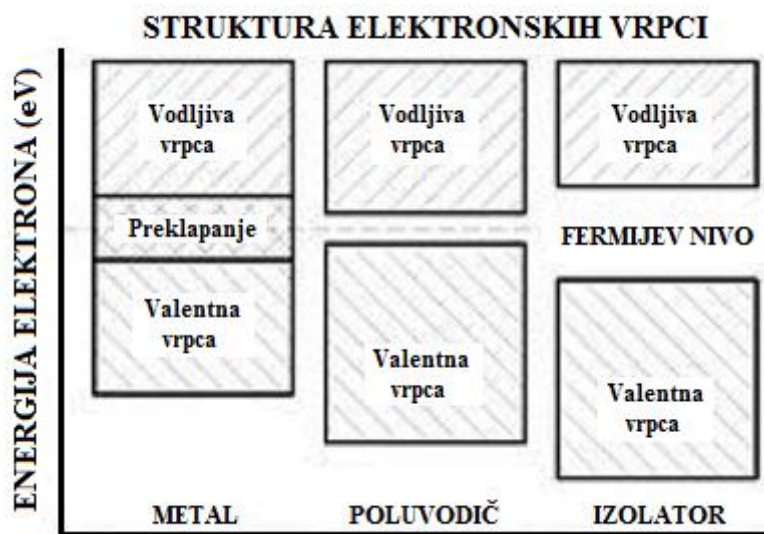 STRUKTURA ELEKTRONSKIH VRPCI
ENERGIJA ELEKTRONA (eV)
Vodljiva
vrpca
Preklapanje
Valentna
vrpca
Vodljiva
vrpca
Valentna
vrpca
Vodljiva
vrpca
FERMIJEV NIVO
Valentna
vrpca
METAL
POLUVODIČ
IZOLATOR